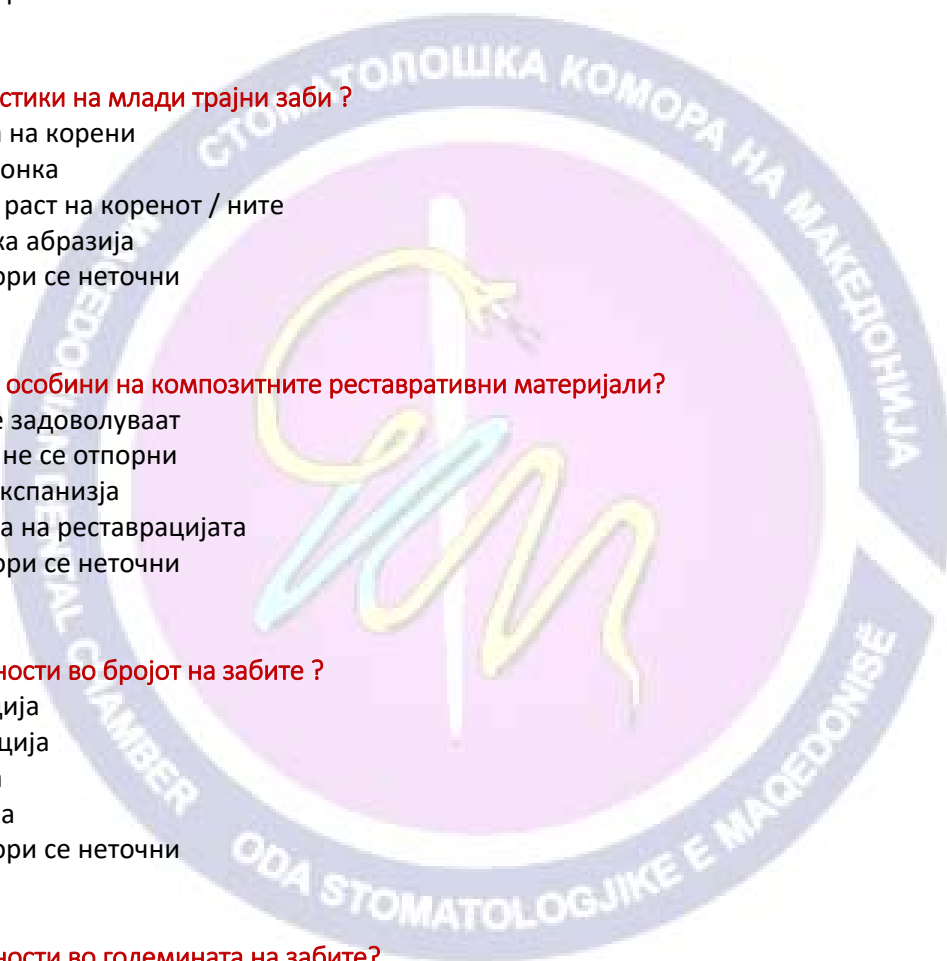 стики на млади трајни заби ?
на корени
онка
раст на коренот / ните
ка абразија
ори се неточни
особини на композитните реставративни материјали?
е задоволуваат
не се отпорни
кспанизја
а на реставрацијата
ори се неточни
ности во бројот на забите ?
ција
ција
а
ори се неточни
ности во големината на забите?
СТОМАТОЛОШКА КОМОРА НА МАКЕДОНИЈА
MACEDONIAN DENTAL CHAMBER
ODA STOMATOLOGJIKE E MAQEDONISË